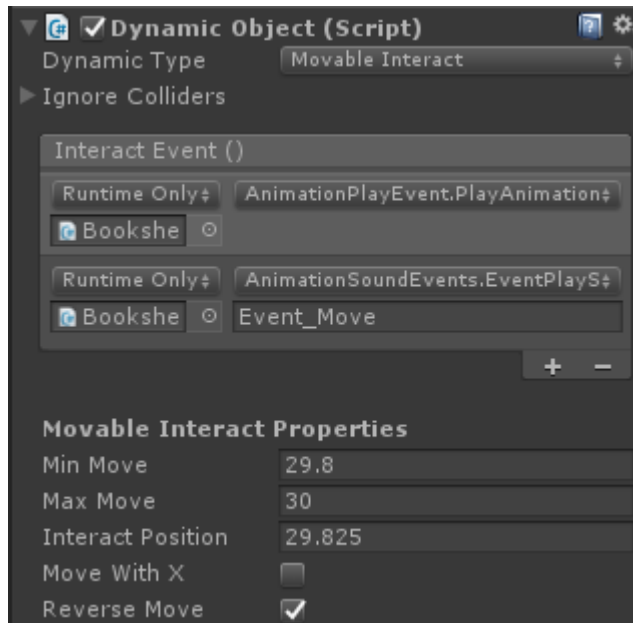 Dynamic Object (Script)
Dynamic Type Movable Interact
Ignore Colliders
Interact Event ()
Runtime Only AnimationPlayEvent.PlayAnimation
Bookshe
Runtime Only AnimationSoundEvents.EventPlayS
Bookshe Event_Move
+ −
Movable Interact Properties
Min Move 29.8
Max Move 30
Interact Position 29.825
Move With X
Reverse Move